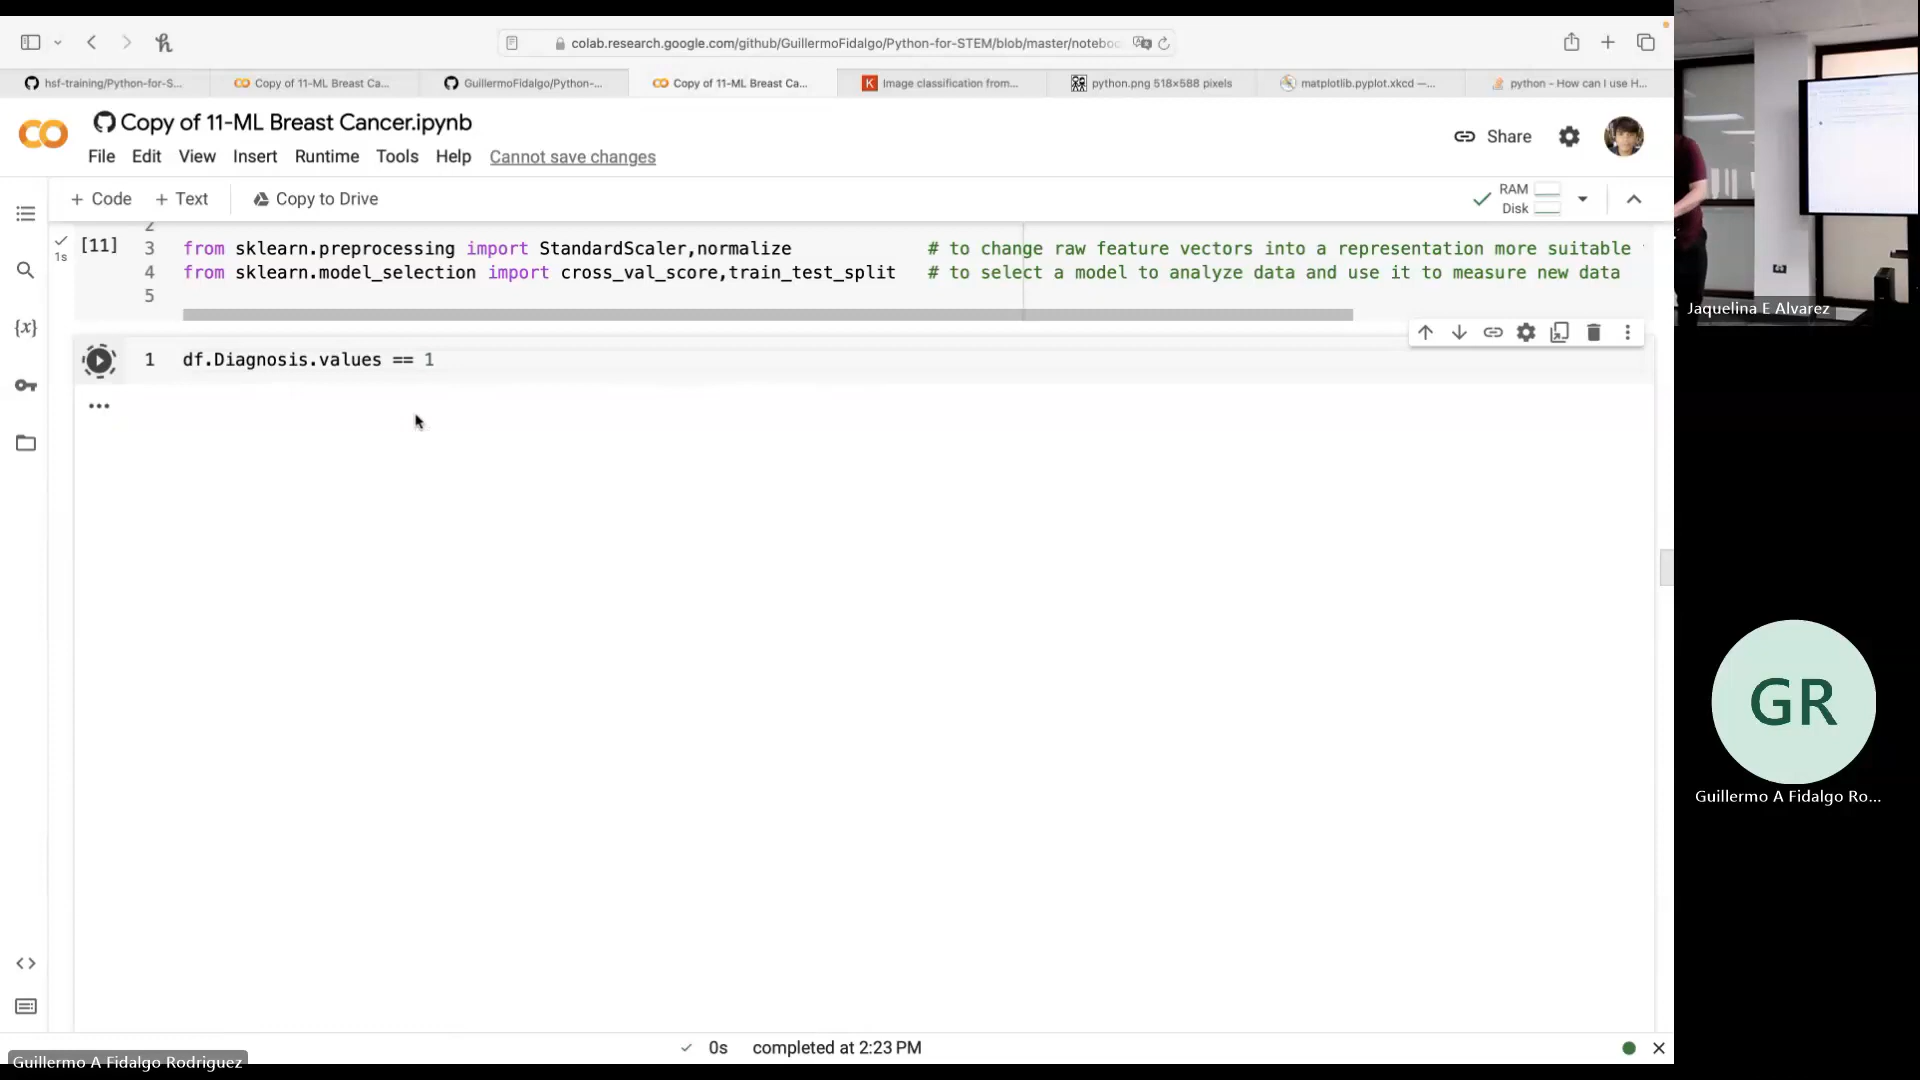 colab.research.google.com/github/GuillermoFidalgo/Python-for-STEM/blob/master/noteboo
hsf-training/Python-for-S...
Copy of 11-ML Breast Ca...
GuillermoFidalgo/Python-...
Copy of 11-ML Breast Ca...
Image classification from...
python.png 518×588 pixels
matplotlib.pyplot.xkcd —...
python - How can I use H...
Copy of 11-ML Breast Cancer.ipynb
File Edit View Insert Runtime Tools Help Cannot save changes
Share
+ Code + Text Copy to Drive
RAM
Disk
2
[11] 3 from sklearn.preprocessing import StandardScaler,normalize # to change raw feature vectors into a representation more suitable
1s
4 from sklearn.model_selection import cross_val_score,train_test_split # to select a model to analyze data and use it to measure new data
5
1 df.Diagnosis.values == 1
0s completed at 2:23 PM
Guillermo A Fidalgo Rodriguez
Jaquelina E Alvarez
GR
Guillermo A Fidalgo Ro...